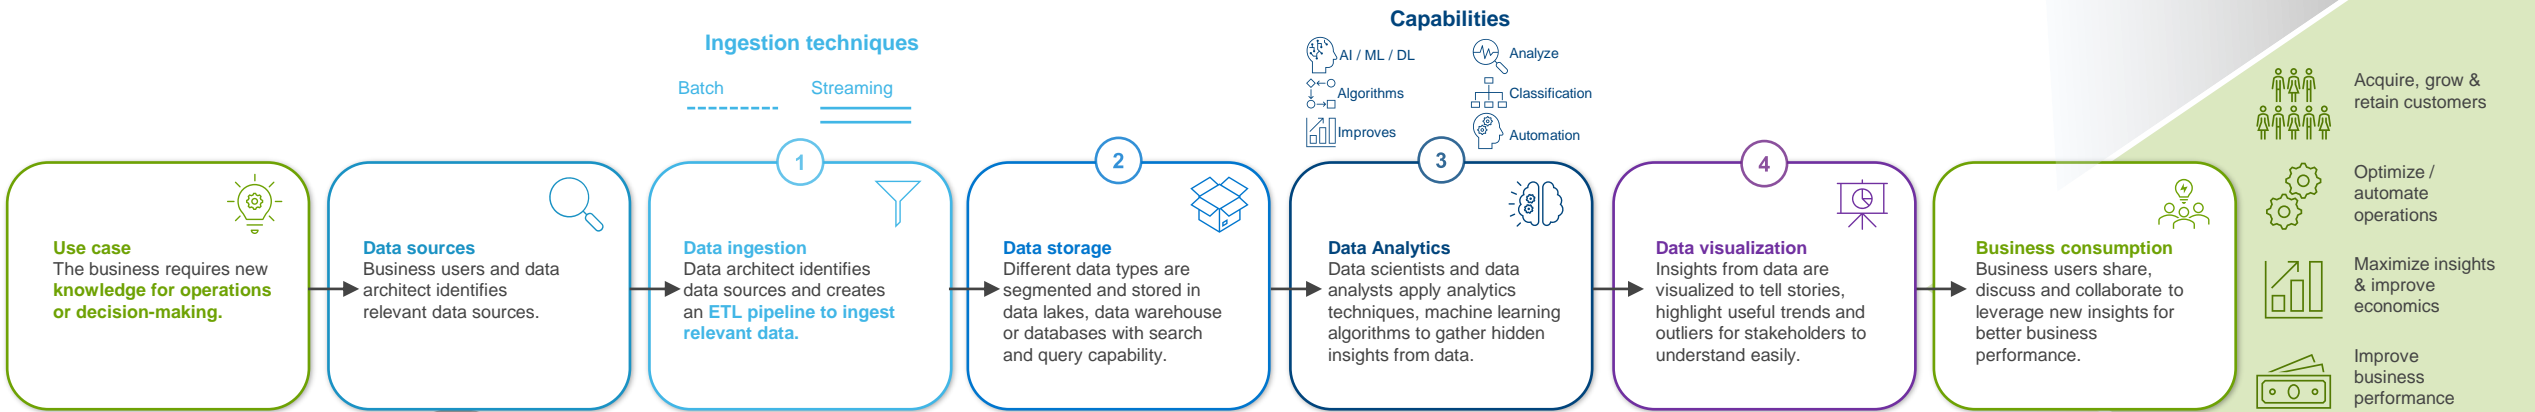 Ingestion techniques
Batch
Streaming
Capabilities
AI / ML / DL
Analyze
Algorithms
Classification
Improves
Automation
Use case
The business requires new
knowledge for operations
or decision-making.
Data sources
Business users and data
architect identifies
relevant data sources.
1
Data ingestion
Data architect identifies
data sources and creates
an ETL pipeline to ingest
relevant data.
2
Data storage
Different data types are
segmented and stored in
data lakes, data warehouse
or databases with search
and query capability.
3
Data Analytics
Data scientists and data
analysts apply analytics
techniques, machine learning
algorithms to gather hidden
insights from data.
4
Data visualization
Insights from data are
visualized to tell stories,
highlight useful trends and
outliers for stakeholders to
understand easily.
Business consumption
Business users share,
discuss and collaborate to
leverage new insights for
better business
performance.
Acquire, grow &
retain customers
Optimize /
automate
operations
Maximize insights
& improve
economics
Improve
business
performance